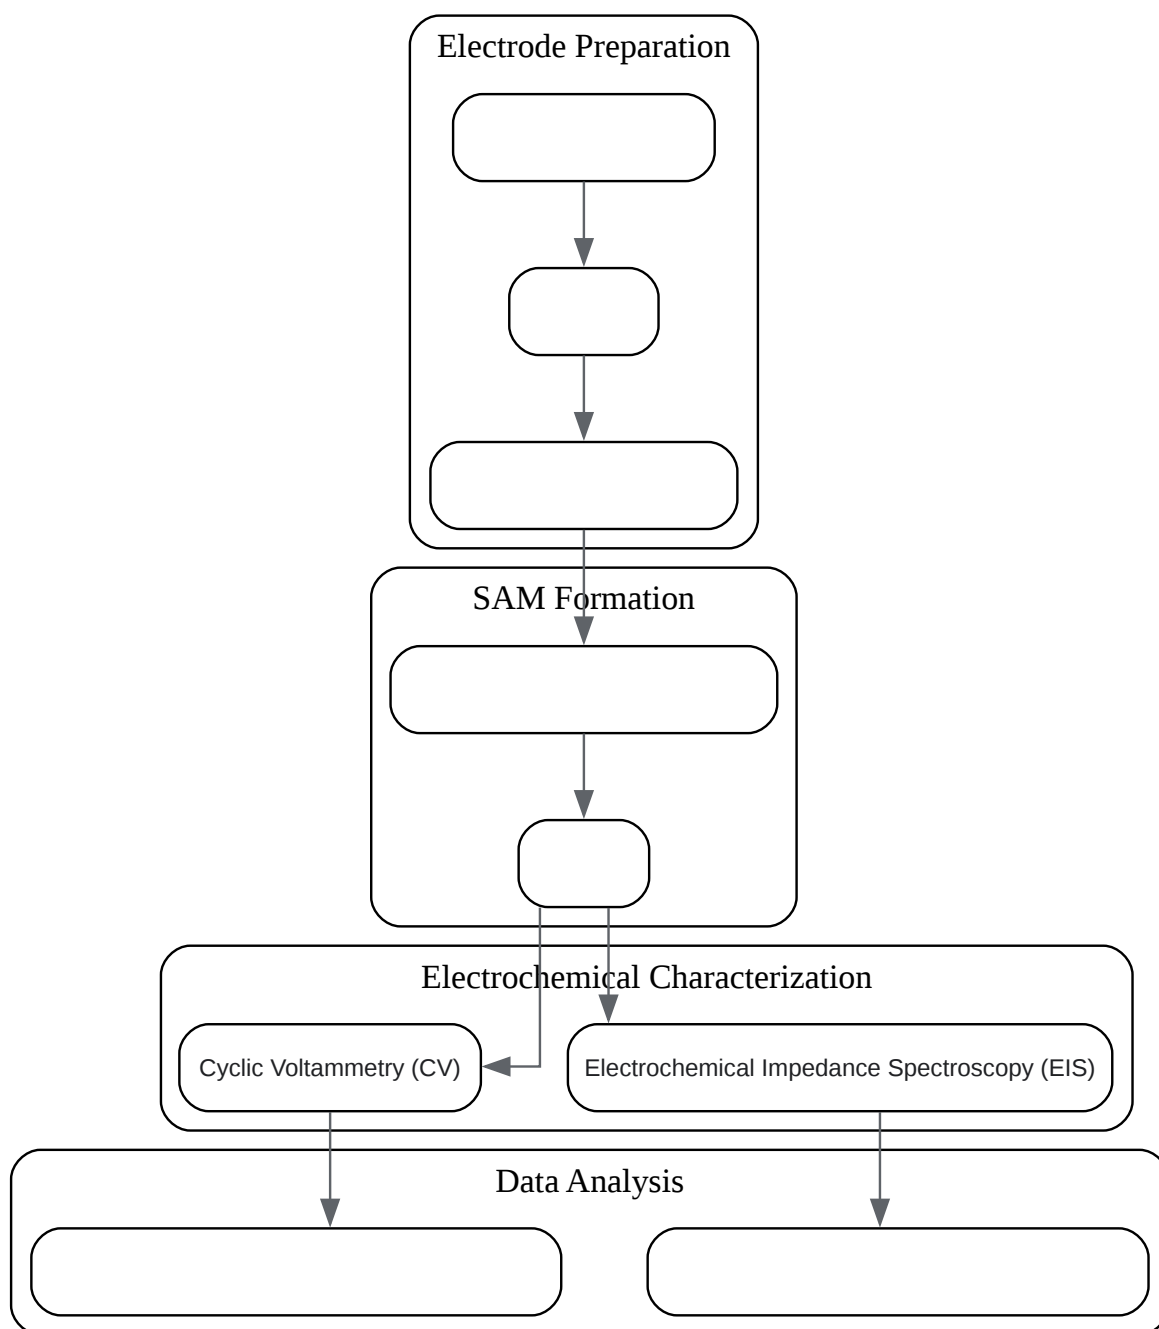 Electrode Preparation
SAM Formation
Electrochemical Characterization
Cyclic Voltammetry (CV)
Electrochemical Impedance Spectroscopy (EIS)
Data Analysis